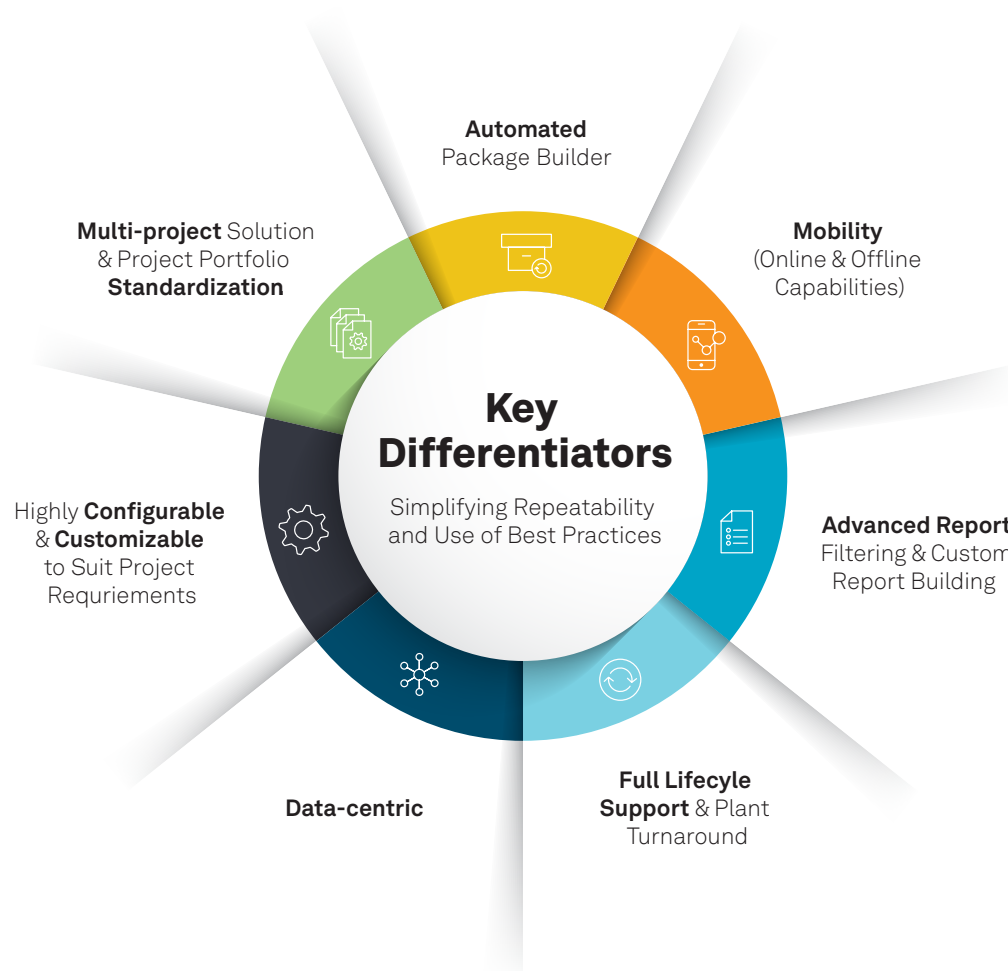 Automated
Package Builder
Multi-project Solution
& Project Portfolio
Standardization
Mobility
(Online & Offline
Capabilities)
Key
Differentiators
Simplifying Repeatability
and Use of Best Practices
Highly Configurable
& Customizable
to Suit Project
Requriements
Advanced Report
Filtering & Custom
Report Building
Data-centric
Full Lifecyle
Support & Plant
Turnaround